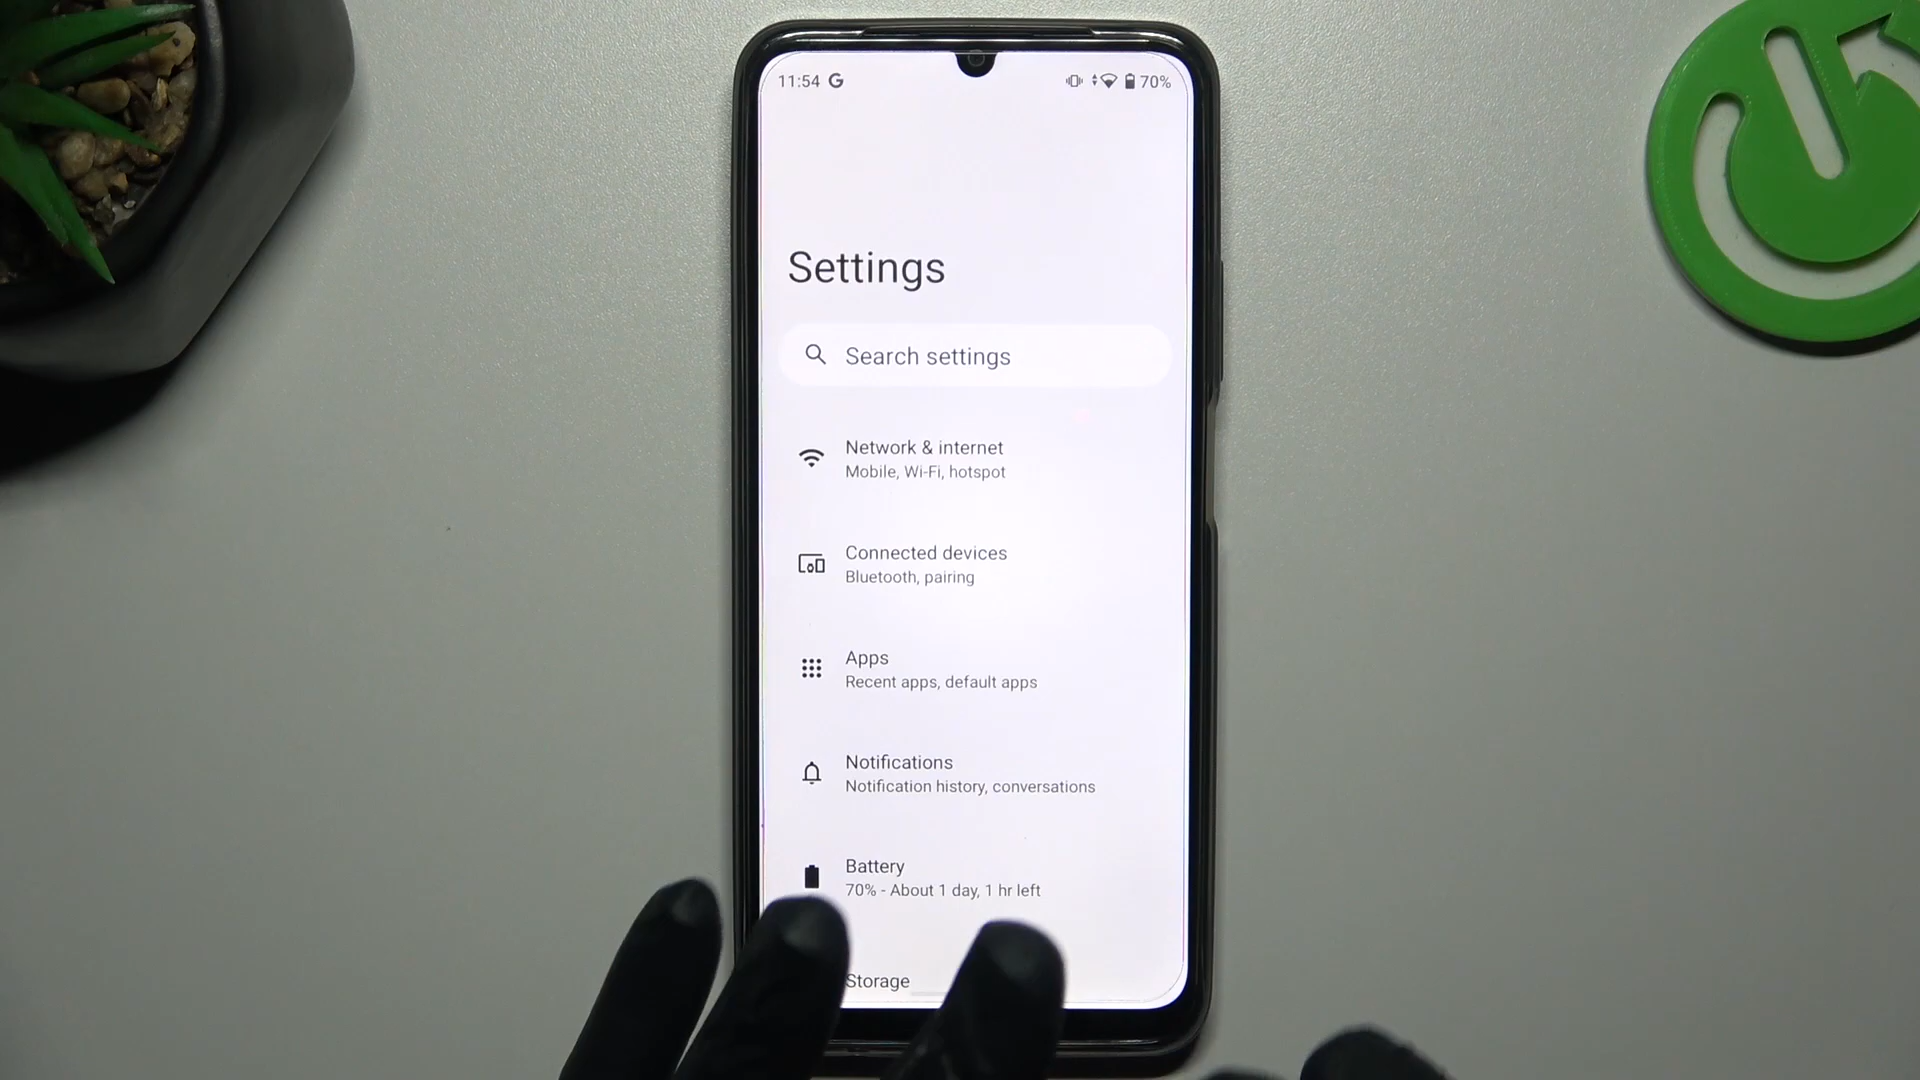 11:54 G 70%
Settings
Search settings
Network & internet
Mobile, Wi-Fi, hotspot
Connected devices
Bluetooth, pairing
Apps
Recent apps, default apps
Notifications
Notification history, conversations
Battery
70% - About 1 day, 1 hr left
Storage